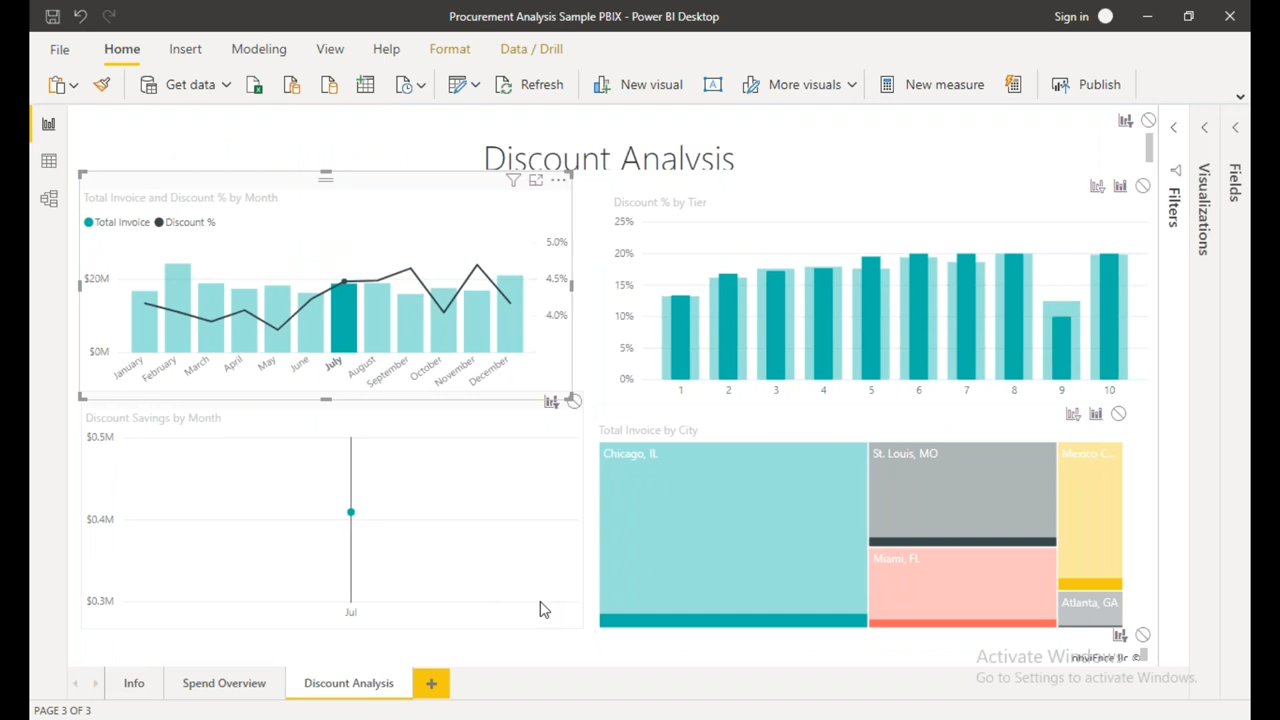 Procurement Analysis Sample PBIX - Power BI Desktop
Sign in
File Home Insert Modeling View Help Format Data / Drill
Get data Refresh New visual More visuals New measure Publish
Discount Analysis
Total Invoice and Discount % by Month
Total Invoice Discount %
5.0%
$20M 4.5%
4.0%
$0M
January February March April May June July August September October November December
Discount % by Tier
25%
20%
15%
10%
5%
0%
1 2 3 4 5 6 7 8 9 10
Discount Savings by Month
$0.5M
$0.4M
$0.3M
Jul
Total Invoice by City
Chicago, IL St. Louis, MO Mexico C...
Miami, FL
Atlanta, GA
Filters
Visualizations
Fields
Activate Windows
Go to Settings to activate Windows.
Info Spend Overview Discount Analysis
PAGE 3 OF 3